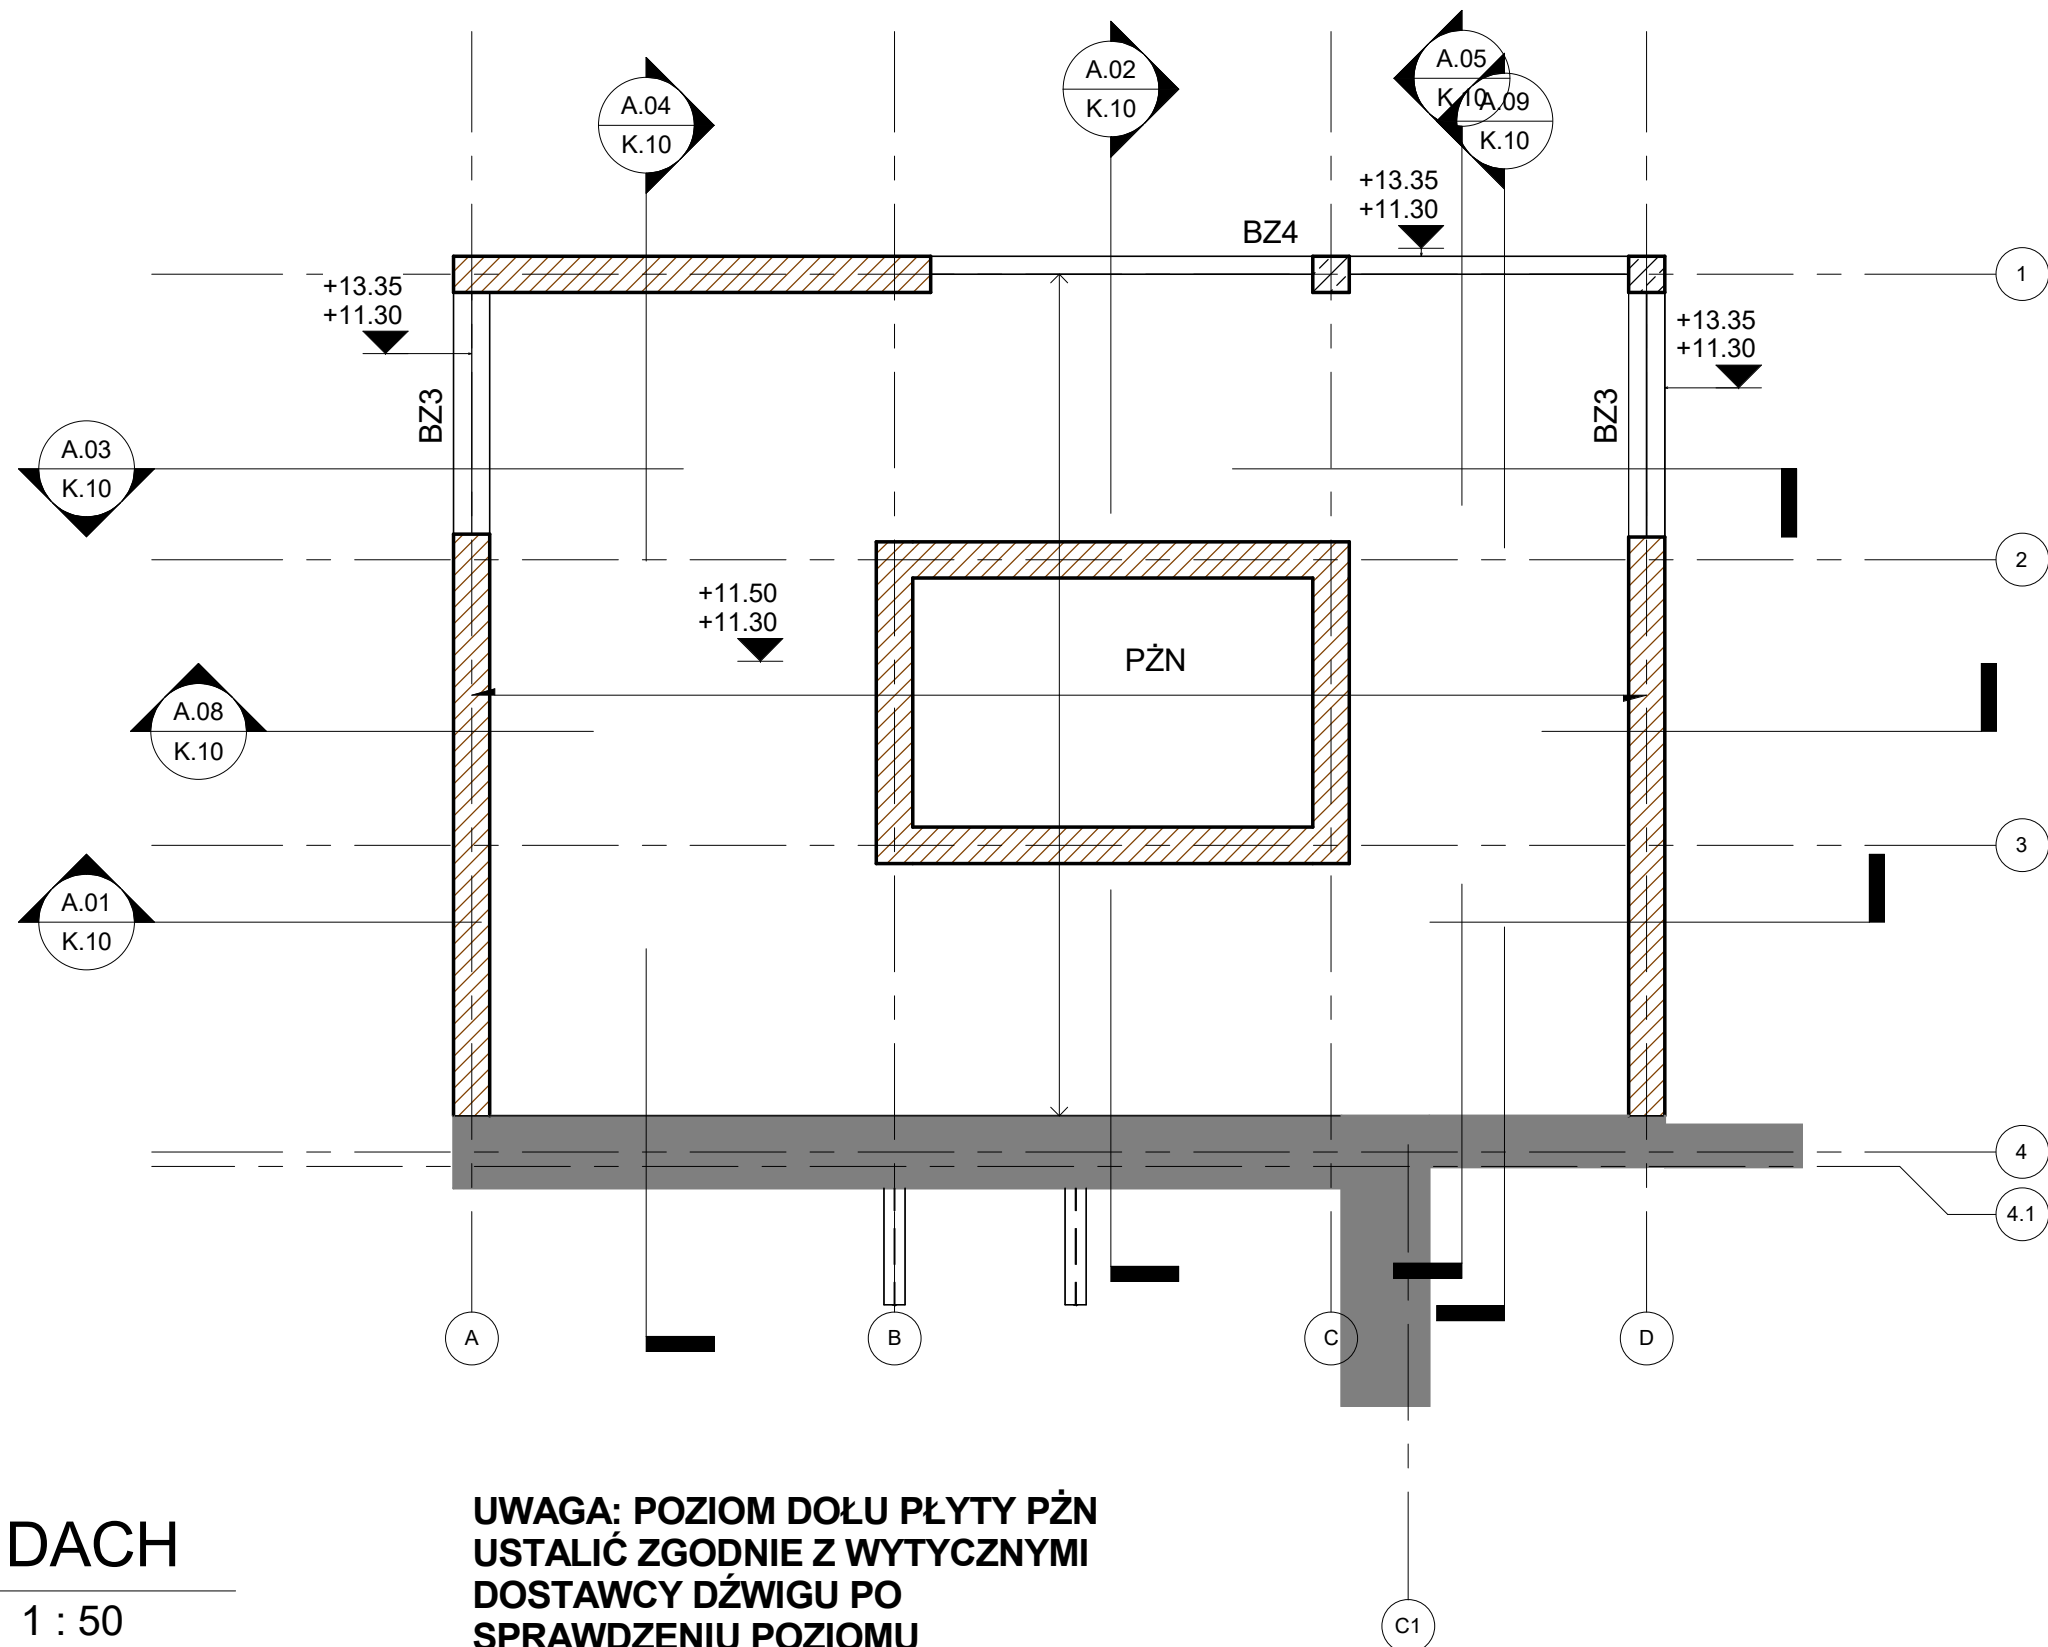 A.05
K.10
A.02
K.10
A.09
K.10
A.04
K.10
+13.35
+11.30
BZ4
1
+13.35
+11.30
+13.35
+11.30
BZ3
BZ3
A.03
K.10
2
+11.50
+11.30
PŻN
A.08
K.10
3
A.01
K.10
4
4.1
A
B
C
D
UWAGA: POZIOM DOŁU PŁYTY PŻN
USTALIĆ ZGODNIE Z WYTYCZNYMI
DOSTAWCY DŹWIGU PO
SPRAWDZENIU POZIOMU
DACH
1 : 50
C1